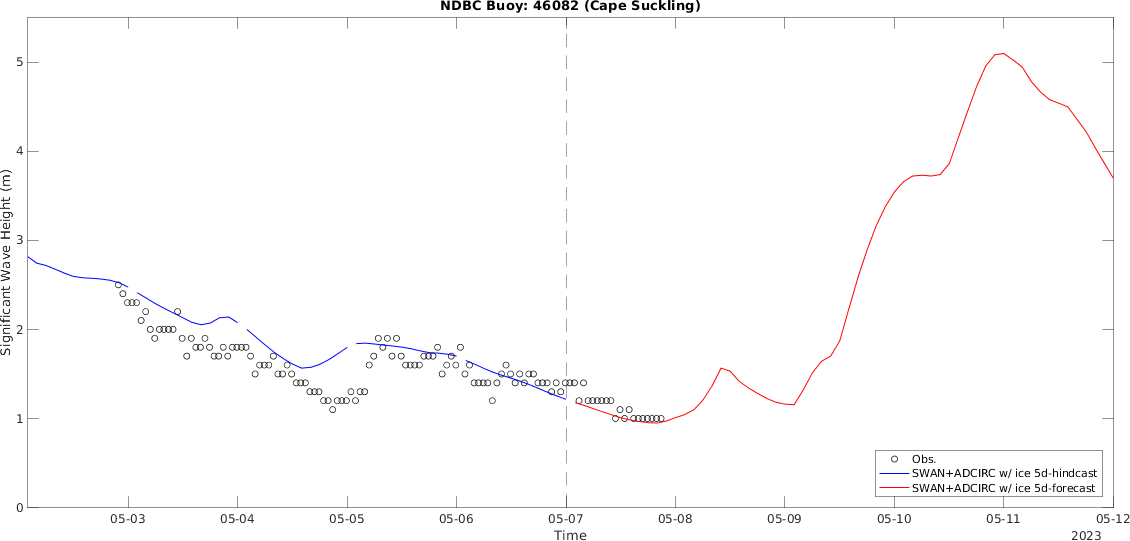 NDBC Buoy: 46082 (Cape Suckling)
Significant Wave Height (m)
5
4
3
2
1
0
Obs.
SWAN+ADCIRC w/ ice 5d-hindcast
SWAN+ADCIRC w/ ice 5d-forecast
05-03 05-04 05-05 05-06 05-07 05-08 05-09 05-10 05-11 05-12
Time
2023